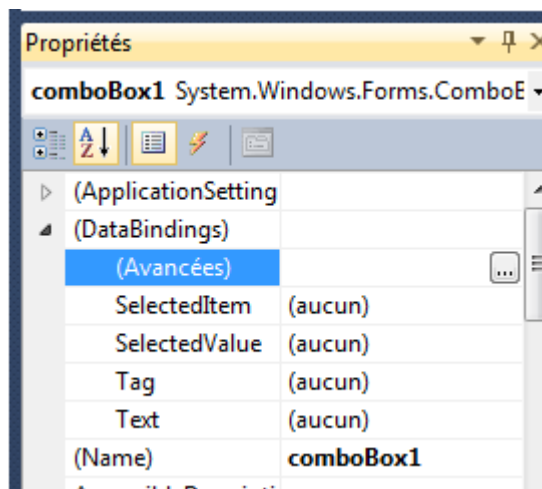 Propriétés
comboBox1 System.Windows.Forms.ComboE
(ApplicationSetting
(DataBindings)
(Avancées)
SelectedItem (aucun)
SelectedValue (aucun)
Tag (aucun)
Text (aucun)
(Name) comboBox1